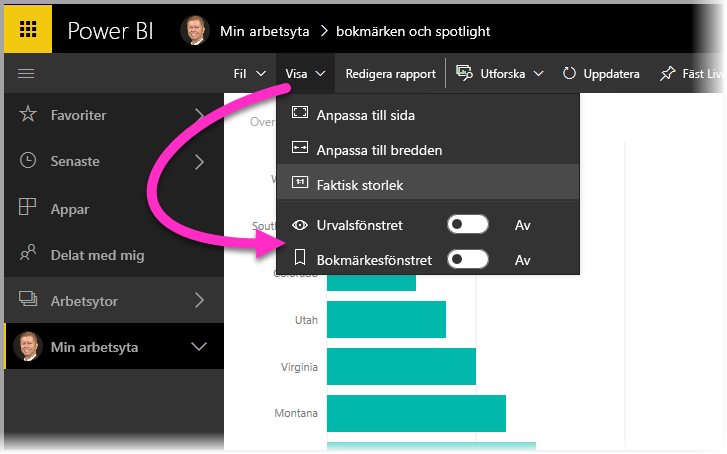 Power BI
Min arbetsyta > bokmärken och spotlight
Fil Visa Redigera rapport Utforska Uppdatera Fäst Live
Favoriter
Senaste
Appar
Delat med mig
Arbetsytor
Min arbetsyta
Anpassa till sida
Anpassa till bredden
1:1 Faktisk storlek
Urvalsfönstret Av
Bokmärkesfönstret Av
Over
W
South
Colorado
Utah
Virginia
Montana